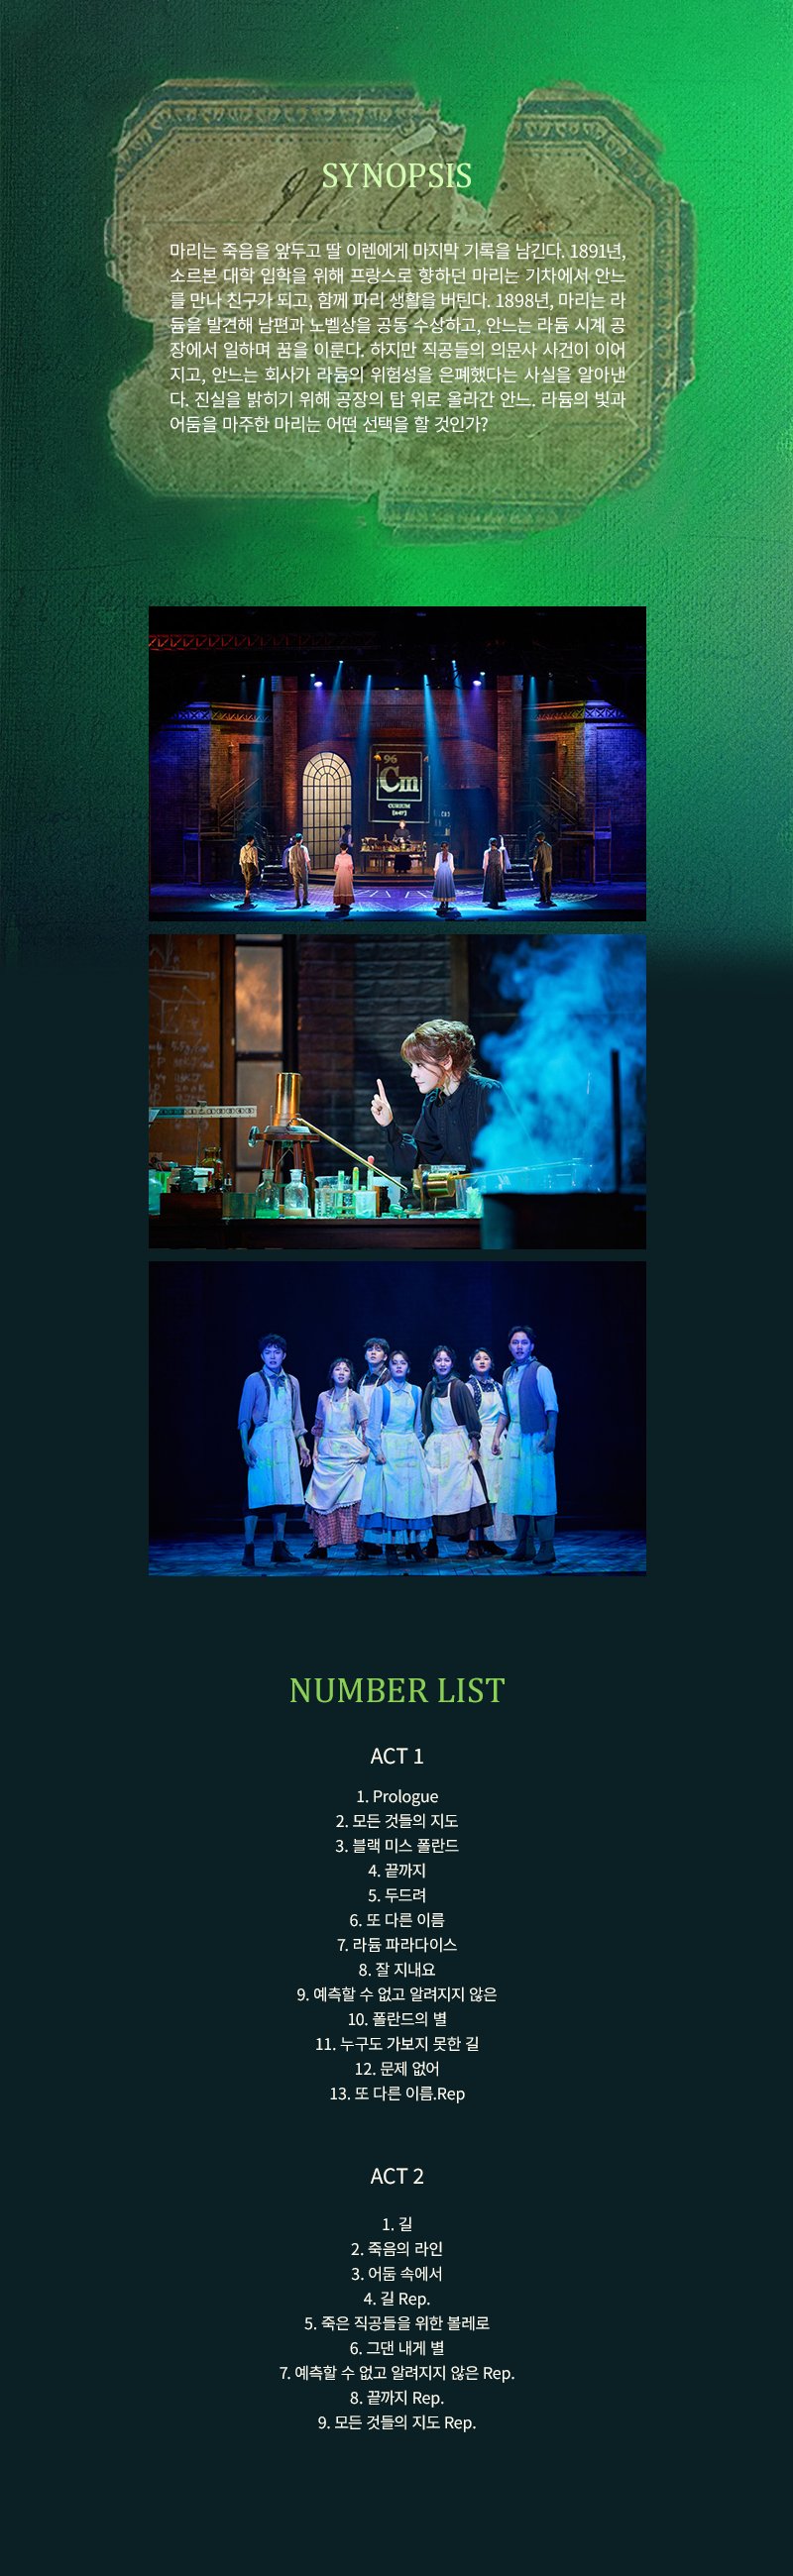 SYNOPSIS
마리는 죽음을 앞두고 딸 이렌에게 마지막 기록을 남긴다. 1891년,
소르본 대학 입학을 위해 프랑스로 향하던 마리는 기차에서 안느
를 만나 친구가 되고, 함께 파리 생활을 버틴다. 1898년, 마리는 라
듐을 발견해 남편과 노벨상을 공동 수상하고, 안느는 라듐 시계 공
장에서 일하며 꿈을 이룬다. 하지만 직공들의 의문사 사건이 이어
지고, 안느는 회사가 라듐의 위험성을 은폐했다는 사실을 알아낸
다. 진실을 밝히기 위해 공장의 탑 위로 올라간 안느. 라듐의 빛과
어둠을 마주한 마리는 어떤 선택을 할 것인가?
96
Cm
CURIUM
NUMBER LIST
ACT 1
1. Prologue
2. 모든 것들의 지도
3. 블랙 미스 폴란드
4. 끝까지
5. 두드려
6. 또 다른 이름
7. 라듐 파라다이스
8. 잘 지내요
9. 예측할 수 없고 알려지지 않은
10. 폴란드의 별
11. 누구도 가보지 못한 길
12. 문제 없어
13. 또 다른 이름.Rep
ACT 2
1. 길
2. 죽음의 라인
3. 어둠 속에서
4. 길 Rep.
5. 죽은 직공들을 위한 볼레로
6. 그댄 내게 별
7. 예측할 수 없고 알려지지 않은 Rep.
8. 끝까지 Rep.
9. 모든 것들의 지도 Rep.